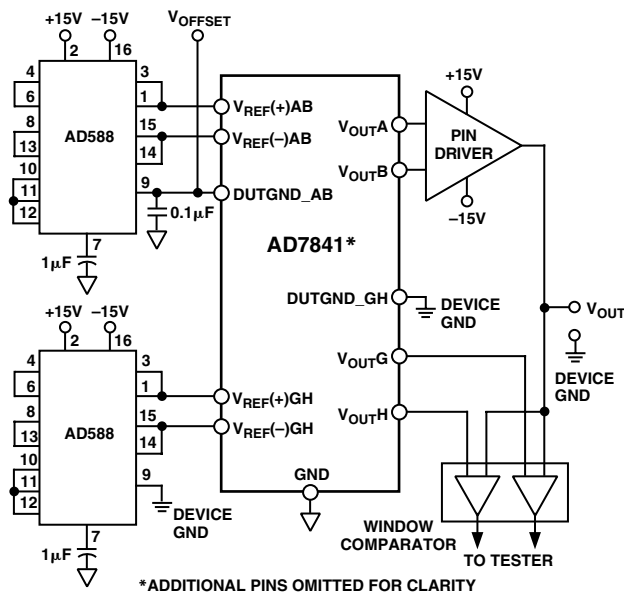 +15V –15V VOFFSET
2 16
4 3
6 1
8 15
13 14
10 9
11
12
AD588
7
1µF
0.1µF
VREF(+)AB
VREF(–)AB
DUTGND_AB
AD7841*
VOUTA
VOUTB
+15V
PIN
DRIVER
–15V
DUTGND_GH
DEVICE
GND
VOUT
DEVICE
GND
VOUTG
VOUTH
+15V –15V
2 16
4 3
6 1
8 15
13 14
10 9
11
12
AD588
7
1µF
DEVICE
GND
VREF(+)GH
VREF(–)GH
GND
WINDOW
COMPARATOR
TO TESTER
*ADDITIONAL PINS OMITTED FOR CLARITY